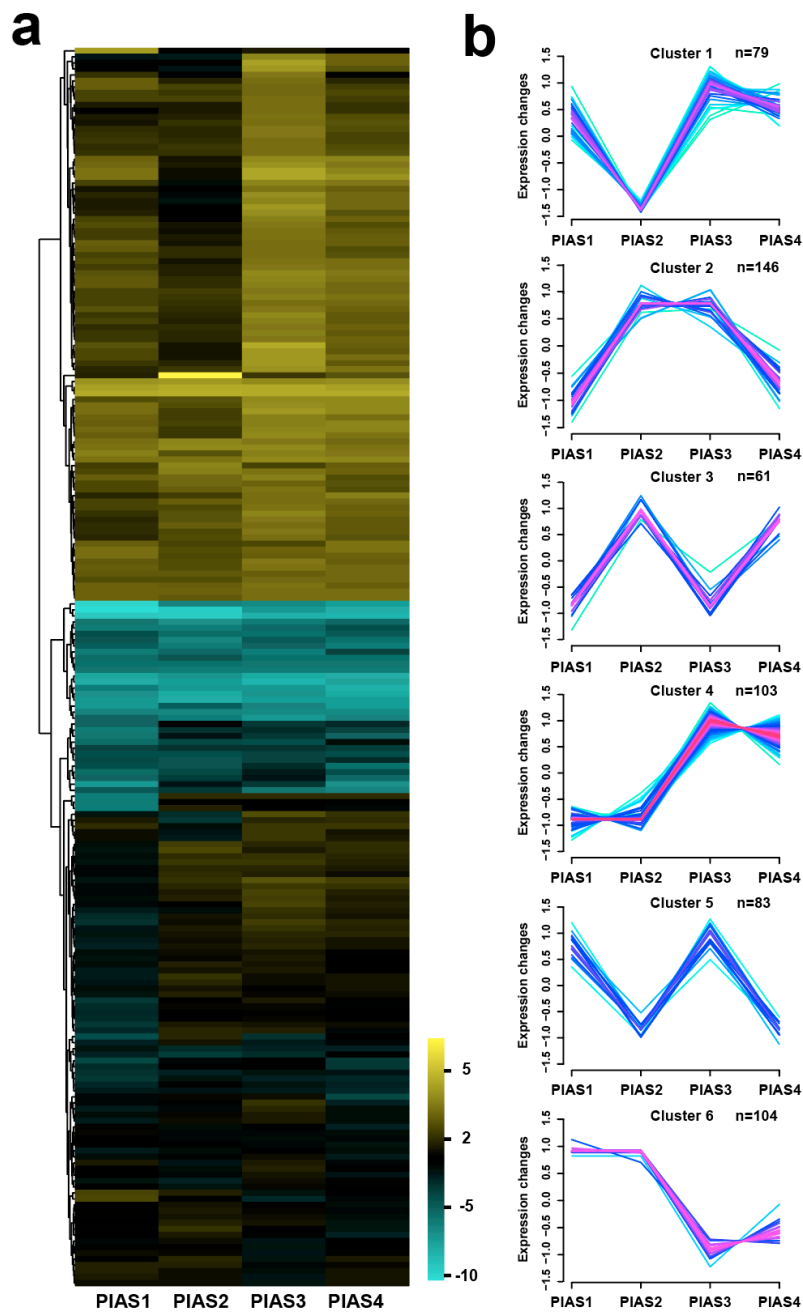 a
b
5
2
-5
-10
PIAS1 PIAS2 PIAS3 PIAS4
Cluster 1 n=79
Expression changes
1.5
1.0
0.5
0.0
−0.5
−1.0
−1.5
PIAS1 PIAS2 PIAS3 PIAS4
Cluster 2 n=146
Expression changes
1.5
1.0
0.5
0.0
−0.5
−1.0
−1.5
PIAS1 PIAS2 PIAS3 PIAS4
Cluster 3 n=61
Expression changes
1.5
1.0
0.5
0.0
−0.5
−1.0
−1.5
PIAS1 PIAS2 PIAS3 PIAS4
Cluster 4 n=103
Expression changes
1.5
1.0
0.5
0.0
−0.5
−1.0
−1.5
PIAS1 PIAS2 PIAS3 PIAS4
Cluster 5 n=83
Expression changes
1.5
1.0
0.5
0.0
−0.5
−1.0
−1.5
PIAS1 PIAS2 PIAS3 PIAS4
Cluster 6 n=104
Expression changes
1.5
1.0
0.5
0.0
−0.5
−1.0
−1.5
PIAS1 PIAS2 PIAS3 PIAS4